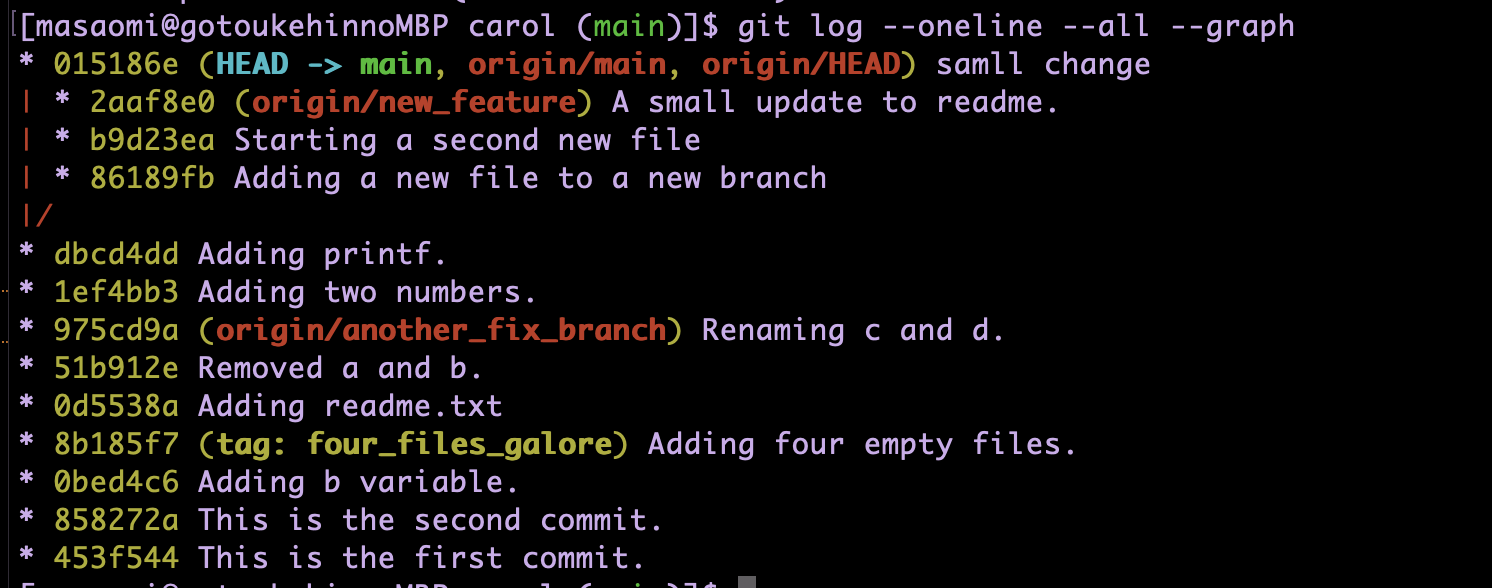 [masaomi@gotoukehinnoMBP carol (main)]$ git log --oneline --all --graph
* 015186e (HEAD -> main, origin/main, origin/HEAD) samll change
| * 2aaf8e0 (origin/new_feature) A small update to readme.
| * b9d23ea Starting a second new file
| * 86189fb Adding a new file to a new branch
|/
* dbcd4dd Adding printf.
* 1ef4bb3 Adding two numbers.
* 975cd9a (origin/another_fix_branch) Renaming c and d.
* 51b912e Removed a and b.
* 0d5538a Adding readme.txt
* 8b185f7 (tag: four_files_galore) Adding four empty files.
* 0bed4c6 Adding b variable.
* 858272a This is the second commit.
* 453f544 This is the first commit.